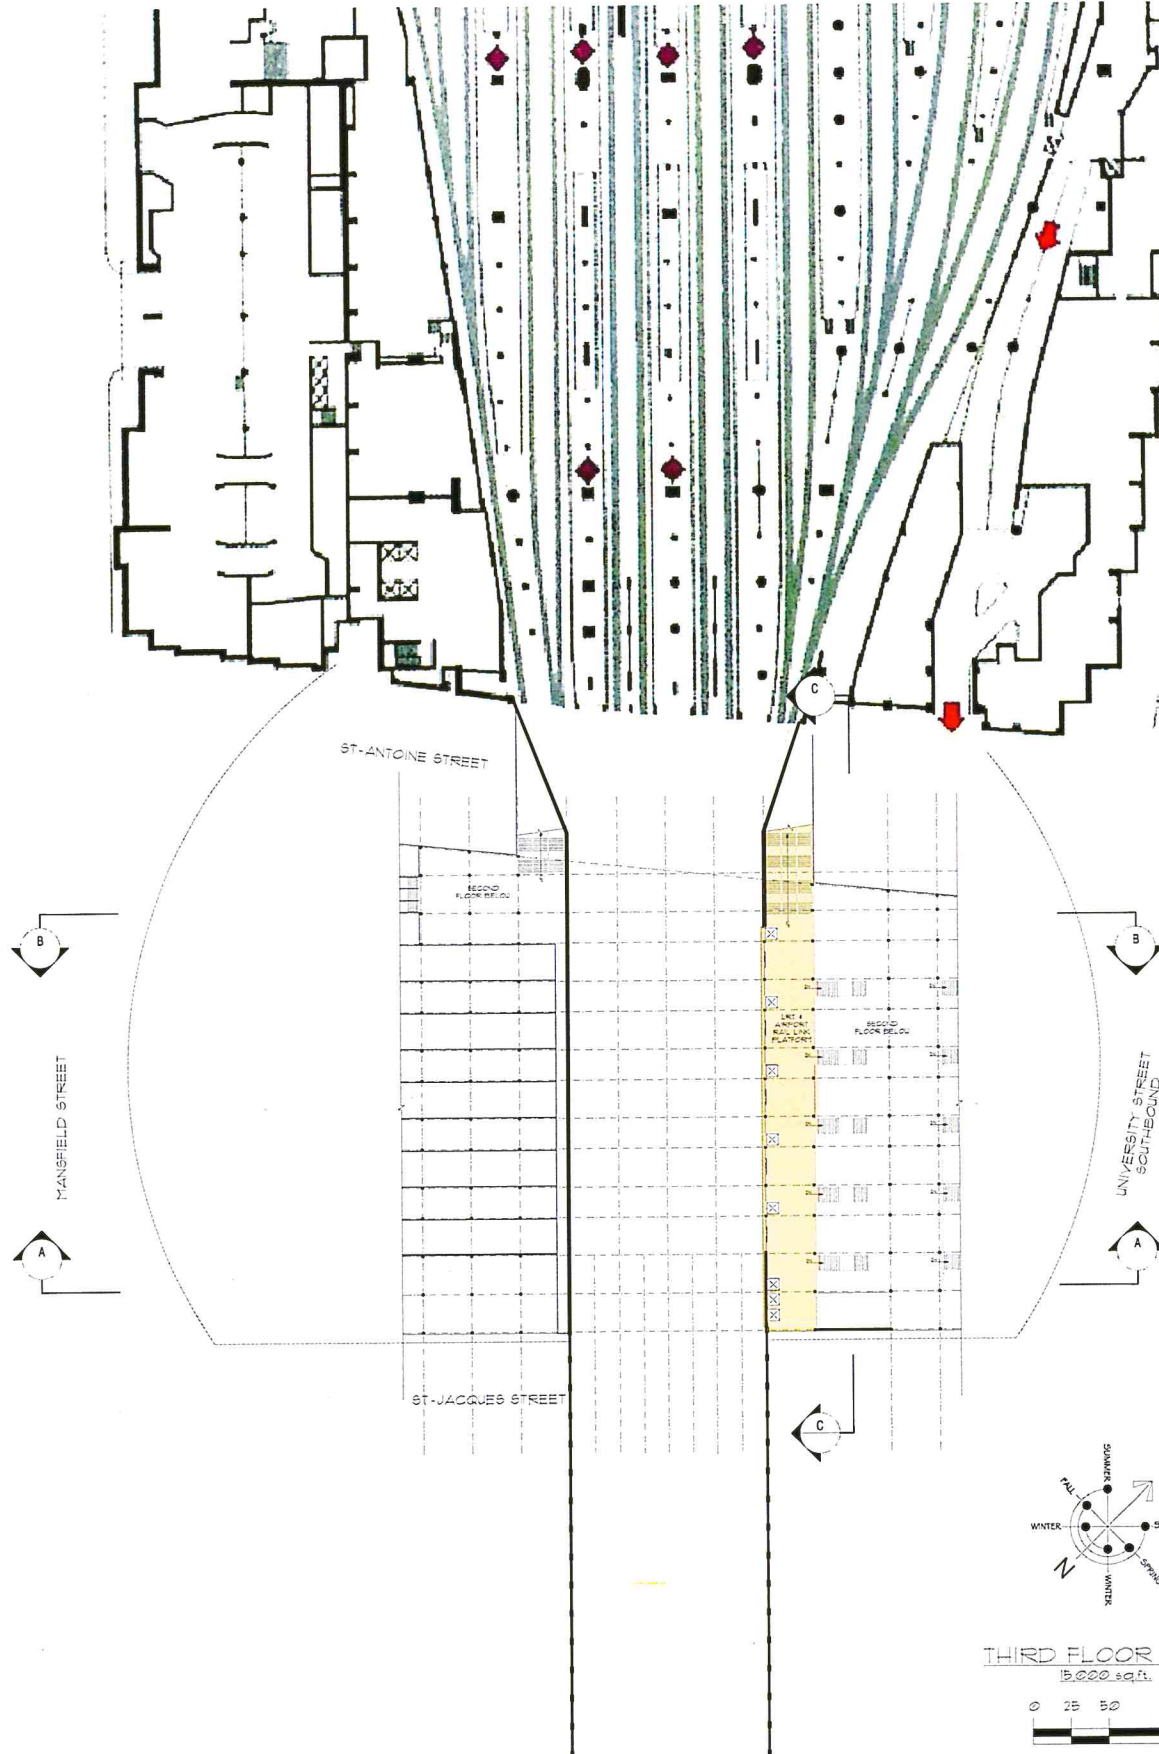 C
ST-ANTOINE STREET
SECOND
FLOOR BELOW
B
B
LRT &
AIRPORT
RAIL LINK
PLATFORM
SECOND
FLOOR BELOW
MANSFIELD STREET
UNIVERSITY STREET
SOUTHBOUND
A
A
ST-JACQUES STREET
C
SUMMER
FALL
WINTER
S
SPRING
WINTER
N
THIRD FLOOR
15,000 sq.ft.
0 25 50